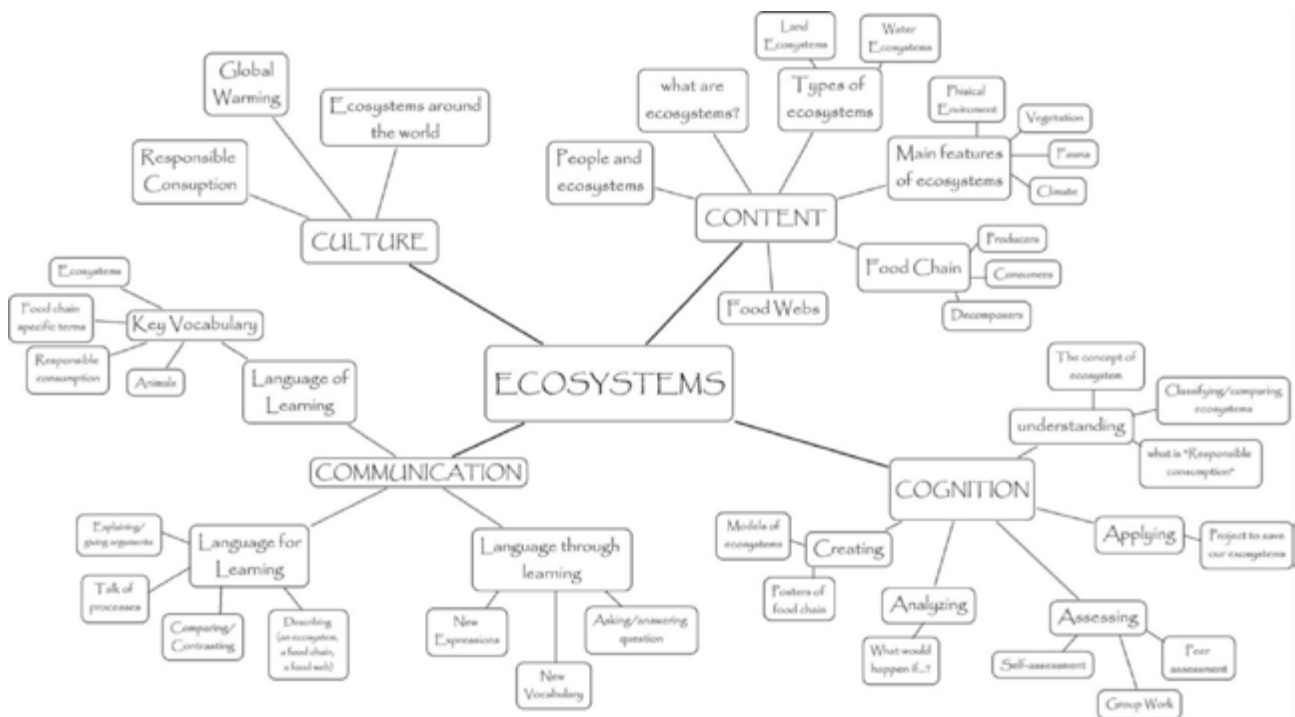 Global
Warming
Ecosystems around
the world
Responsible
Consuption
CULTURE
Land
Ecosystems
Water
Ecosystems
what are
ecosystems?
Types of
ecosystems
People and
ecosystems
Phisical
Enviroment
Vegetation
Fauna
Climate
Main features
of ecosystems
CONTENT
Food Chain
Producers
Consumers
Decomposers
Food Webs
ECOSYSTEMS
Ecosystems
Food chain
specific terms
Key Vocabulary
Responsible
consumption
Animals
Language of
Learning
COMMUNICATION
Explaining/
giving arguments
Language for
Learning
Talk of
processes
Comparing/
Contrasting
Describing
(an ecosystem,
a food chain,
a food web)
Language through
learning
New
Expressions
New
Vocabulary
Asking/answering
question
The concept of
ecosystem
Classifying/comparing
ecosystems
understanding
what is "Responsible
consumption"
COGNITION
Models of
ecosystems
Creating
Posters of
food chain
Analyzing
What would
happen if...?
Applying
Project to save
our ecosystems
Assessing
Self-assessment
Peer
assessment
Group Work